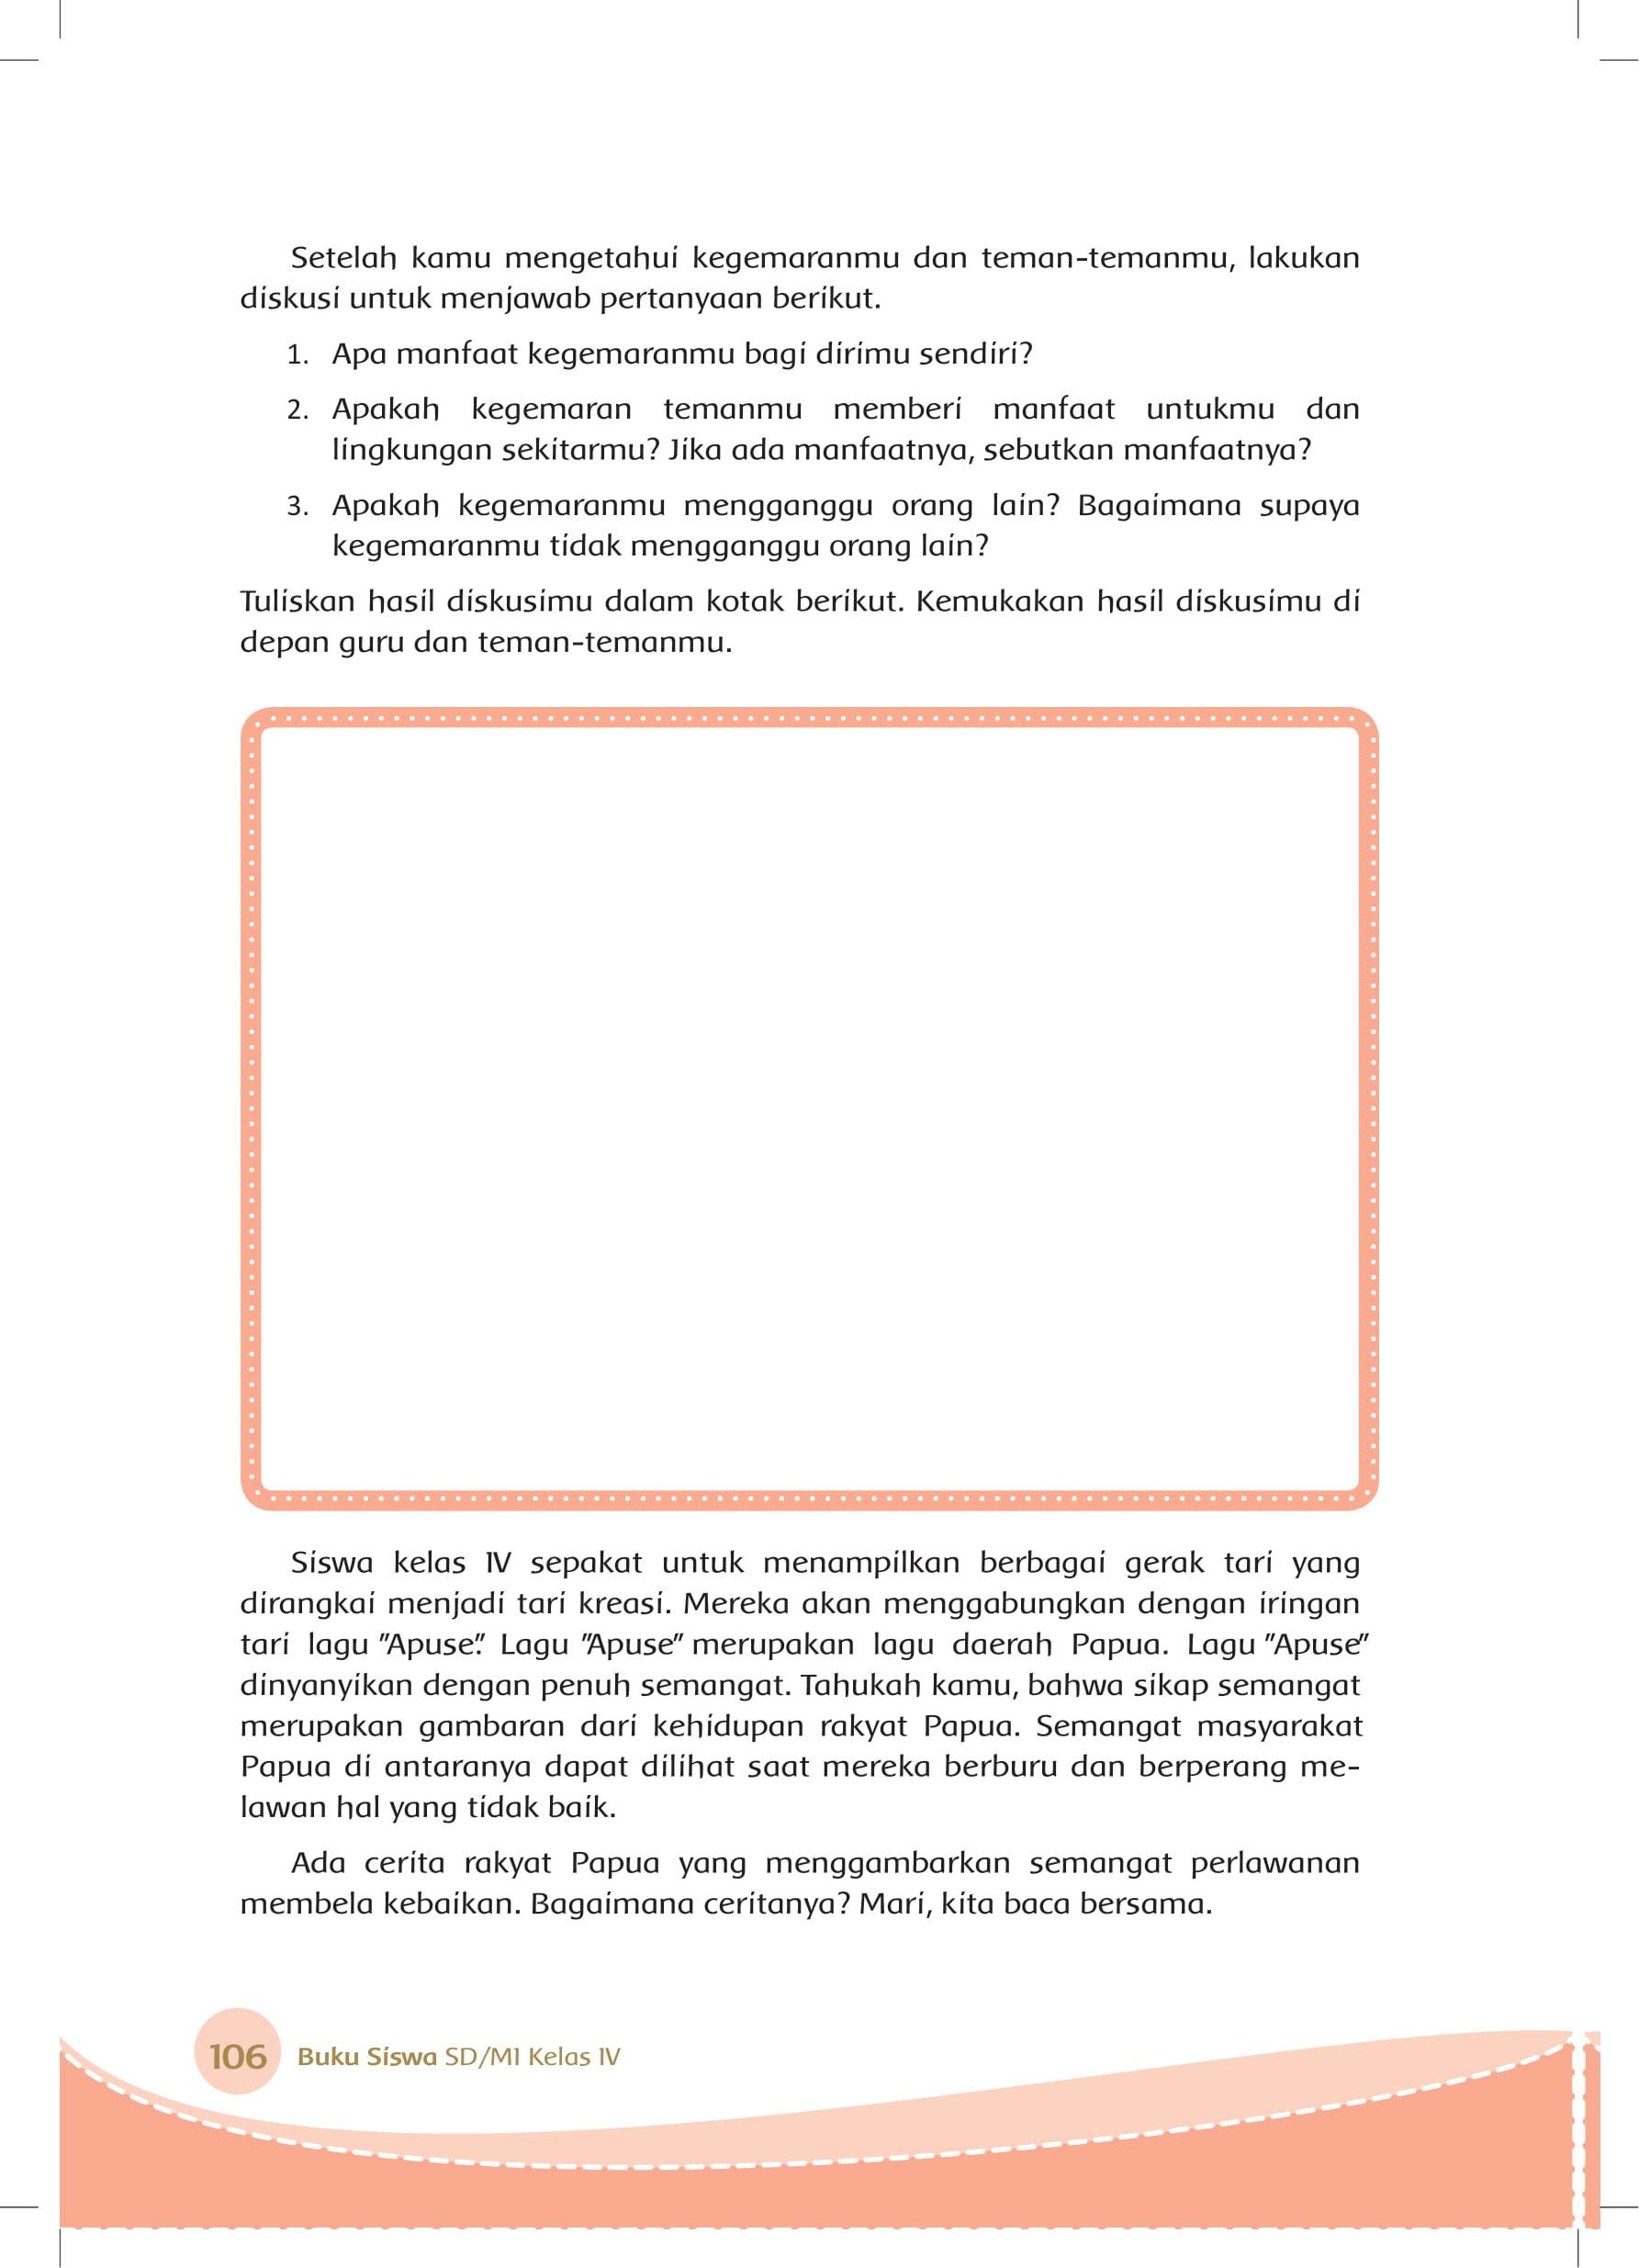 Setelah kamu mengetahui kegemaranmu dan teman-temanmu, lakukan
diskusi untuk menjawab pertanyaan berikut.
1. Apa manfaat kegemaranmu bagi dirimu sendiri?
2. Apakah kegemaran temanmu memberi manfaat untukmu dan
lingkungan sekitarmu? Jika ada manfaatnya, sebutkan manfaatnya?
3. Apakah kegemaranmu mengganggu orang lain? Bagaimana supaya
kegemaranmu tidak mengganggu orang lain?
Tuliskan hasil diskusimu dalam kotak berikut. Kemukakan hasil diskusimu di
depan guru dan teman-temanmu.
Siswa kelas IV sepakat untuk menampilkan berbagai gerak tari yang
dirangkai menjadi tari kreasi. Mereka akan menggabungkan dengan iringan
tari lagu "Apuse". Lagu "Apuse" merupakan lagu daerah Papua. Lagu "Apuse"
dinyanyikan dengan penuh semangat. Tahukah kamu, bahwa sikap semangat
merupakan gambaran dari kehidupan rakyat Papua. Semangat masyarakat
Papua di antaranya dapat dilihat saat mereka berburu dan berperang me-
lawan hal yang tidak baik.
Ada cerita rakyat Papua yang menggambarkan semangat perlawanan
membela kebaikan. Bagaimana ceritanya? Mari, kita baca bersama.
106 Buku Siswa SD/MI Kelas IV